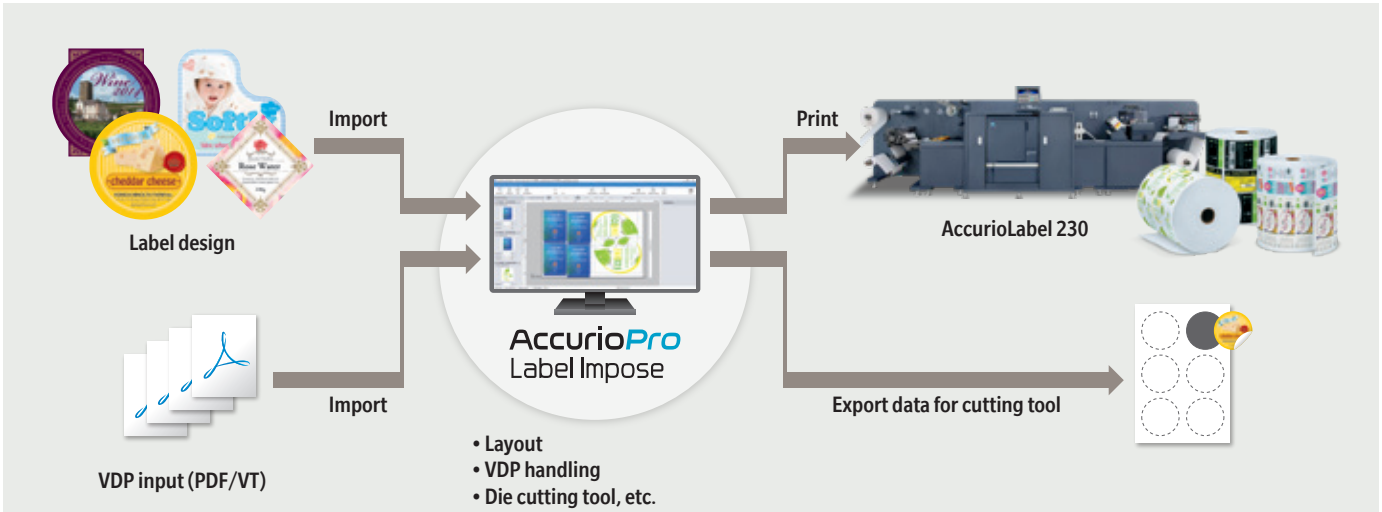 Wine
2011
Soft
cheddar cheese
Rose Water
Label design
Import
VDP input (PDF/VT)
Import
AccurioPro
Label Impose
• Layout
• VDP handling
• Die cutting tool, etc.
Print
AccurioLabel 230
Export data for cutting tool